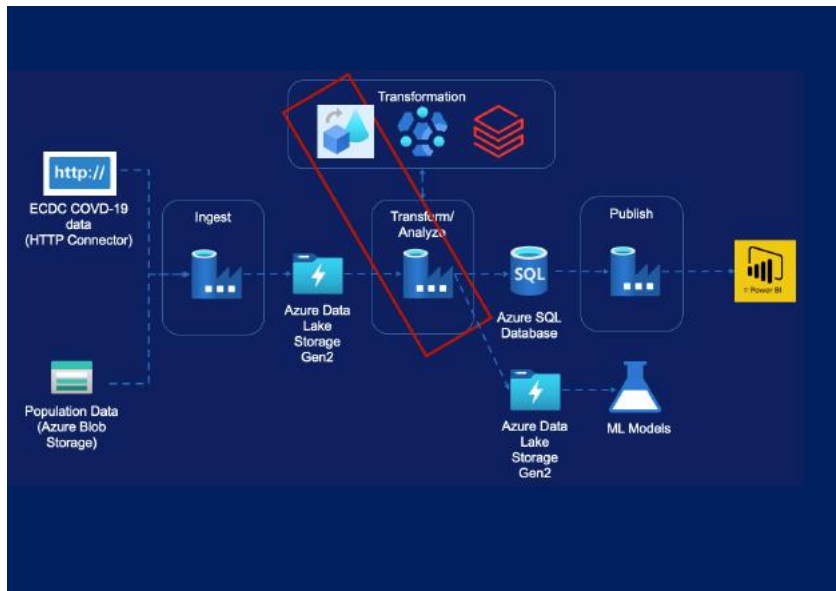 Transformation
http://
ECDC COVD-19
data
(HTTP Connector)
Ingest
Transform/
Analyze
Publish
SQL
Power BI
Azure Data
Lake
Storage
Gen2
Azure SQL
Database
Population Data
(Azure Blob
Storage)
Azure Data
Lake
Storage
Gen2
ML Models